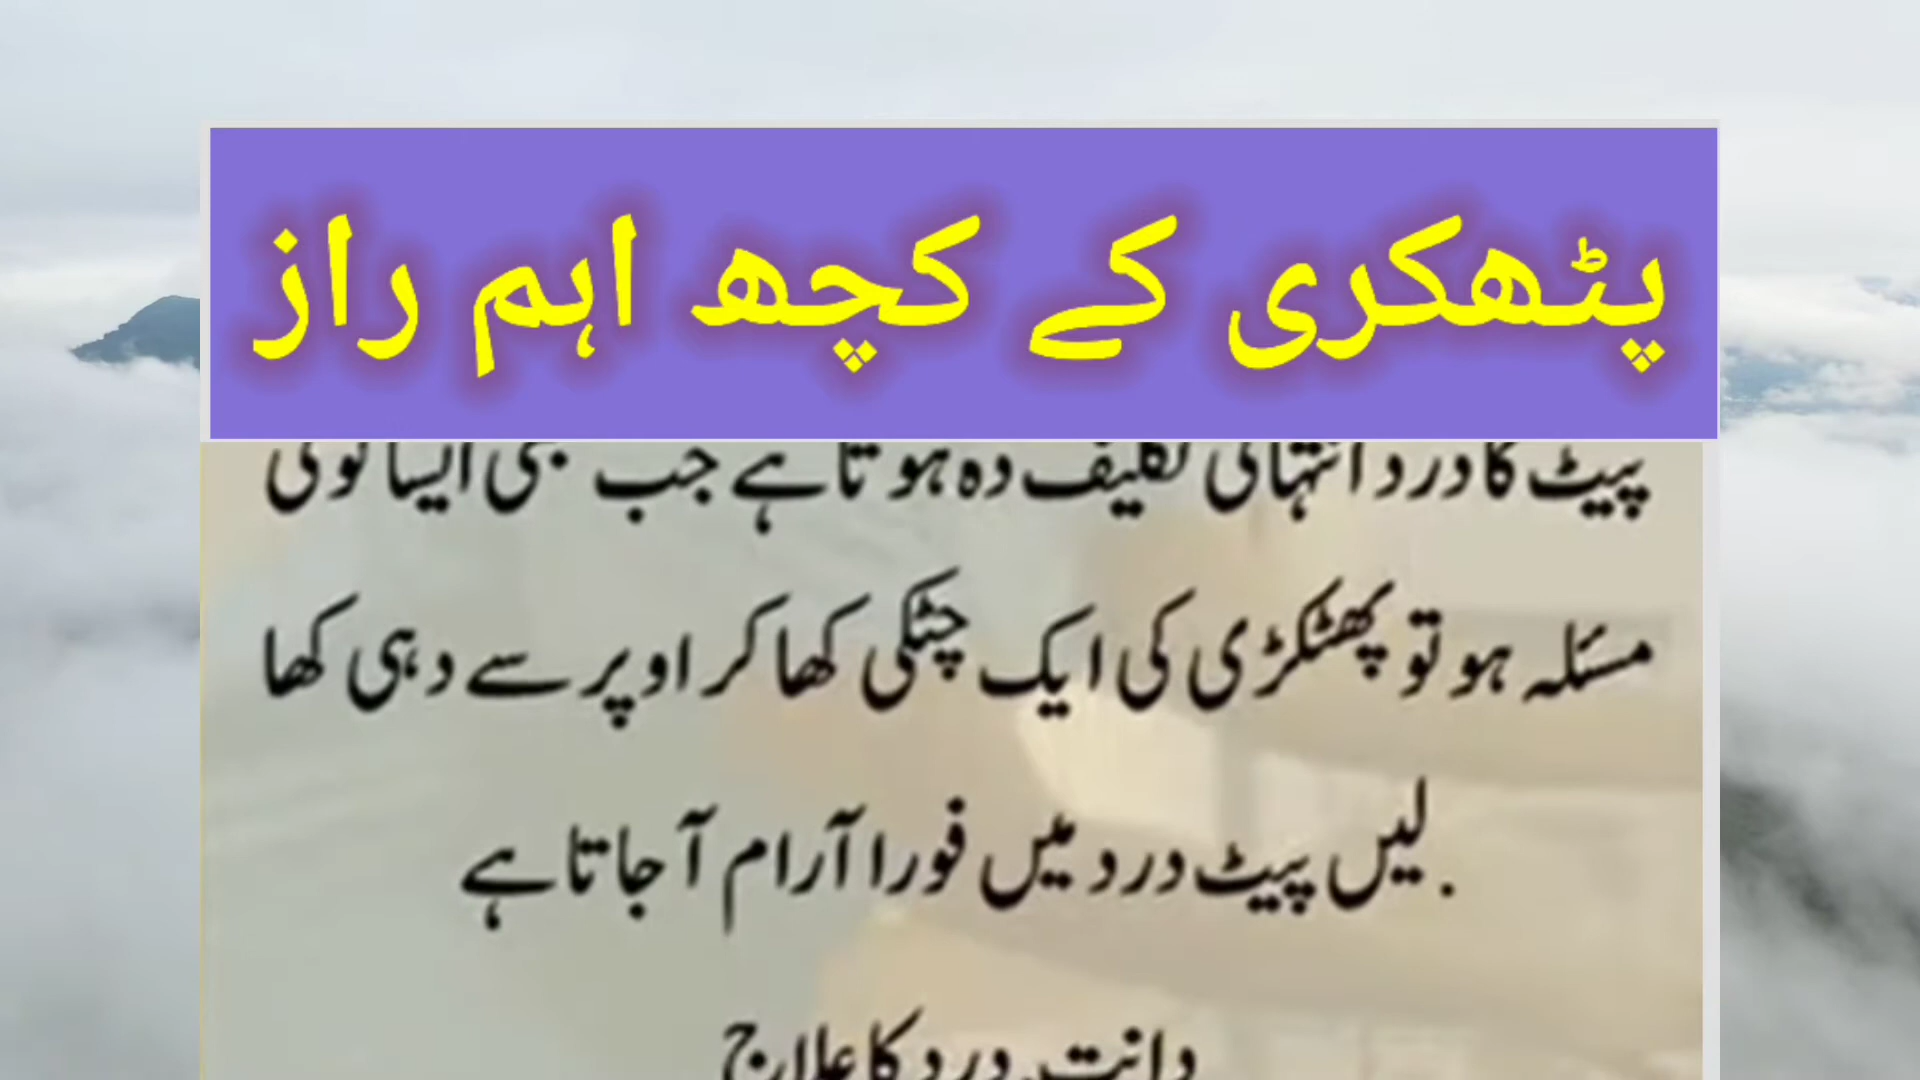 پٹھکری کے کچھ اہم راز
پیٹ کا درد انتہائی تکلیف دہ ہوتا ہے جب بھی ایسا کوئی
مسئلہ ہو تو پھٹکڑی کی ایک چٹکی کھا کر اوپر سے دہی کھا
لیں پیٹ درد میں فورا آرام آ جاتا ہے.
دانت درد کا علاج